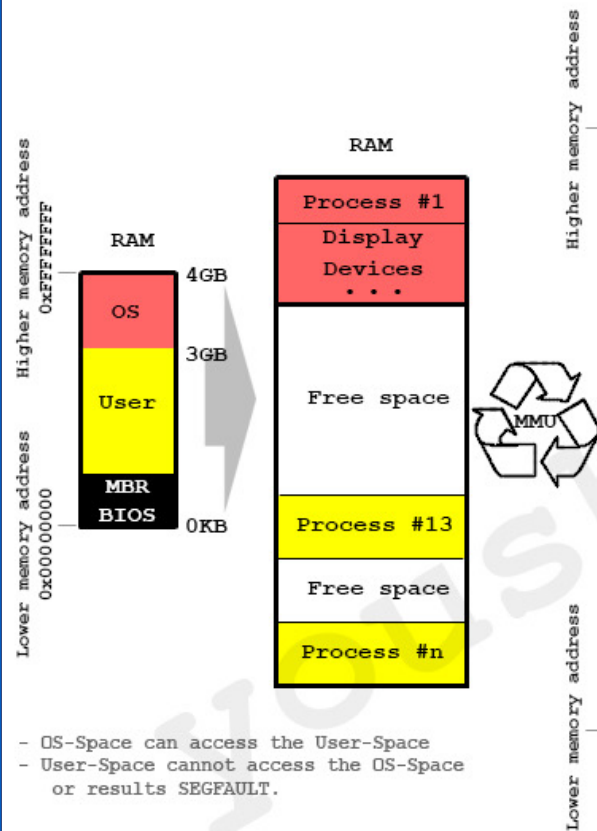 Higher memory address
0xFFFFFFFF
Lower memory address
0x00000000
RAM
4GB
OS
3GB
User
MBR
BIOS
0KB
RAM
Process #1
Display
Devices
. . .
Free space
Process #13
Free space
Process #n
MMU
Higher memory address
Lower memory address
- OS-Space can access the User-Space
- User-Space cannot access the OS-Space
or results SEGFAULT.
yous